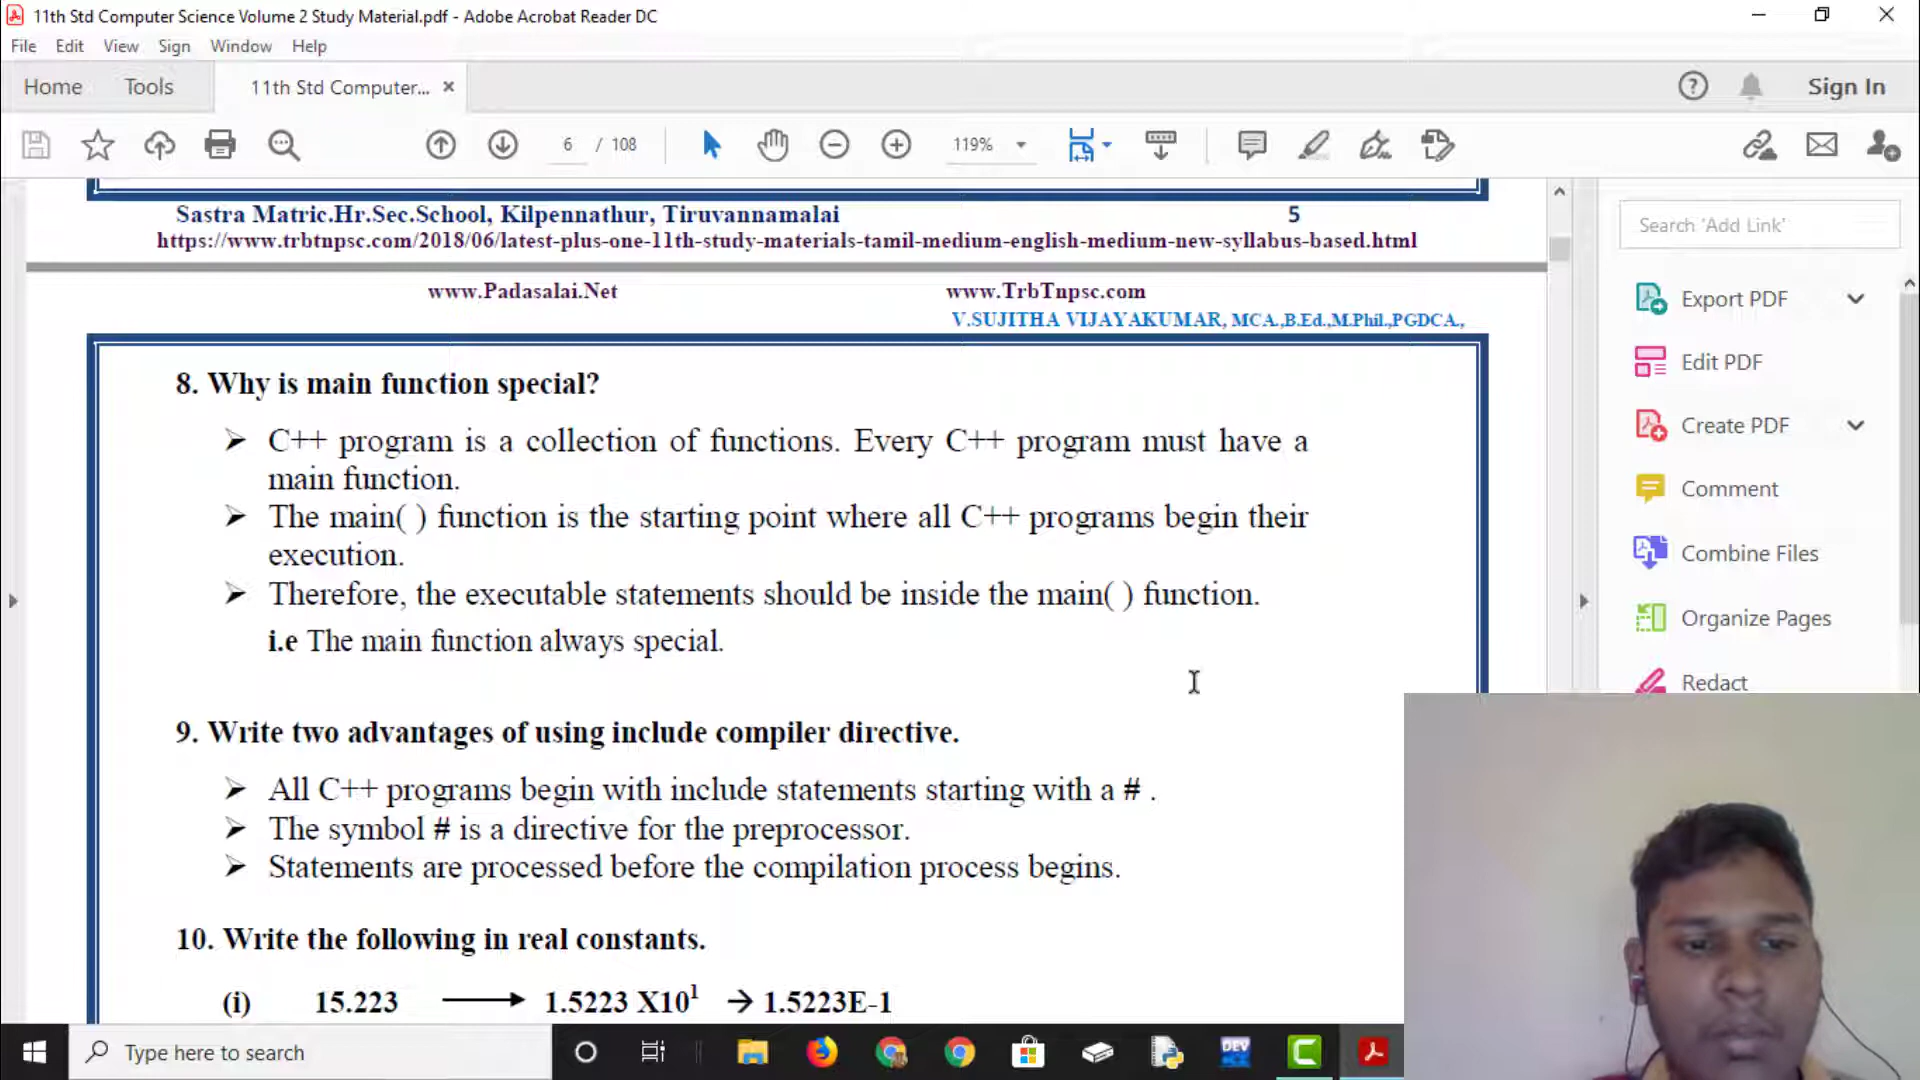 11th Std Computer Science Volume 2 Study Material.pdf - Adobe Acrobat Reader DC
File Edit View Sign Window Help
Home Tools 11th Std Computer... × Sign In
6 / 108 119%
Sastra Matric.Hr.Sec.School, Kilpennathur, Tiruvannamalai 5
https://www.trbtnpsc.com/2018/06/latest-plus-one-11th-study-materials-tamil-medium-english-medium-new-syllabus-based.html
www.Padasalai.Net www.TrbTnpsc.com
V.SUJITHA VIJAYAKUMAR, MCA.,B.Ed.,M.Phil.,PGDCA.,
8. Why is main function special?
➢ C++ program is a collection of functions. Every C++ program must have a
main function.
➢ The main( ) function is the starting point where all C++ programs begin their
execution.
➢ Therefore, the executable statements should be inside the main( ) function.
i.e The main function always special.
9. Write two advantages of using include compiler directive.
➢ All C++ programs begin with include statements starting with a # .
➢ The symbol # is a directive for the preprocessor.
➢ Statements are processed before the compilation process begins.
10. Write the following in real constants.
(i) 15.223 ⟶ 1.5223 X10¹ → 1.5223E-1
Search 'Add Link'
Export PDF
Edit PDF
Create PDF
Comment
Combine Files
Organize Pages
Redact
Type here to search
DEV